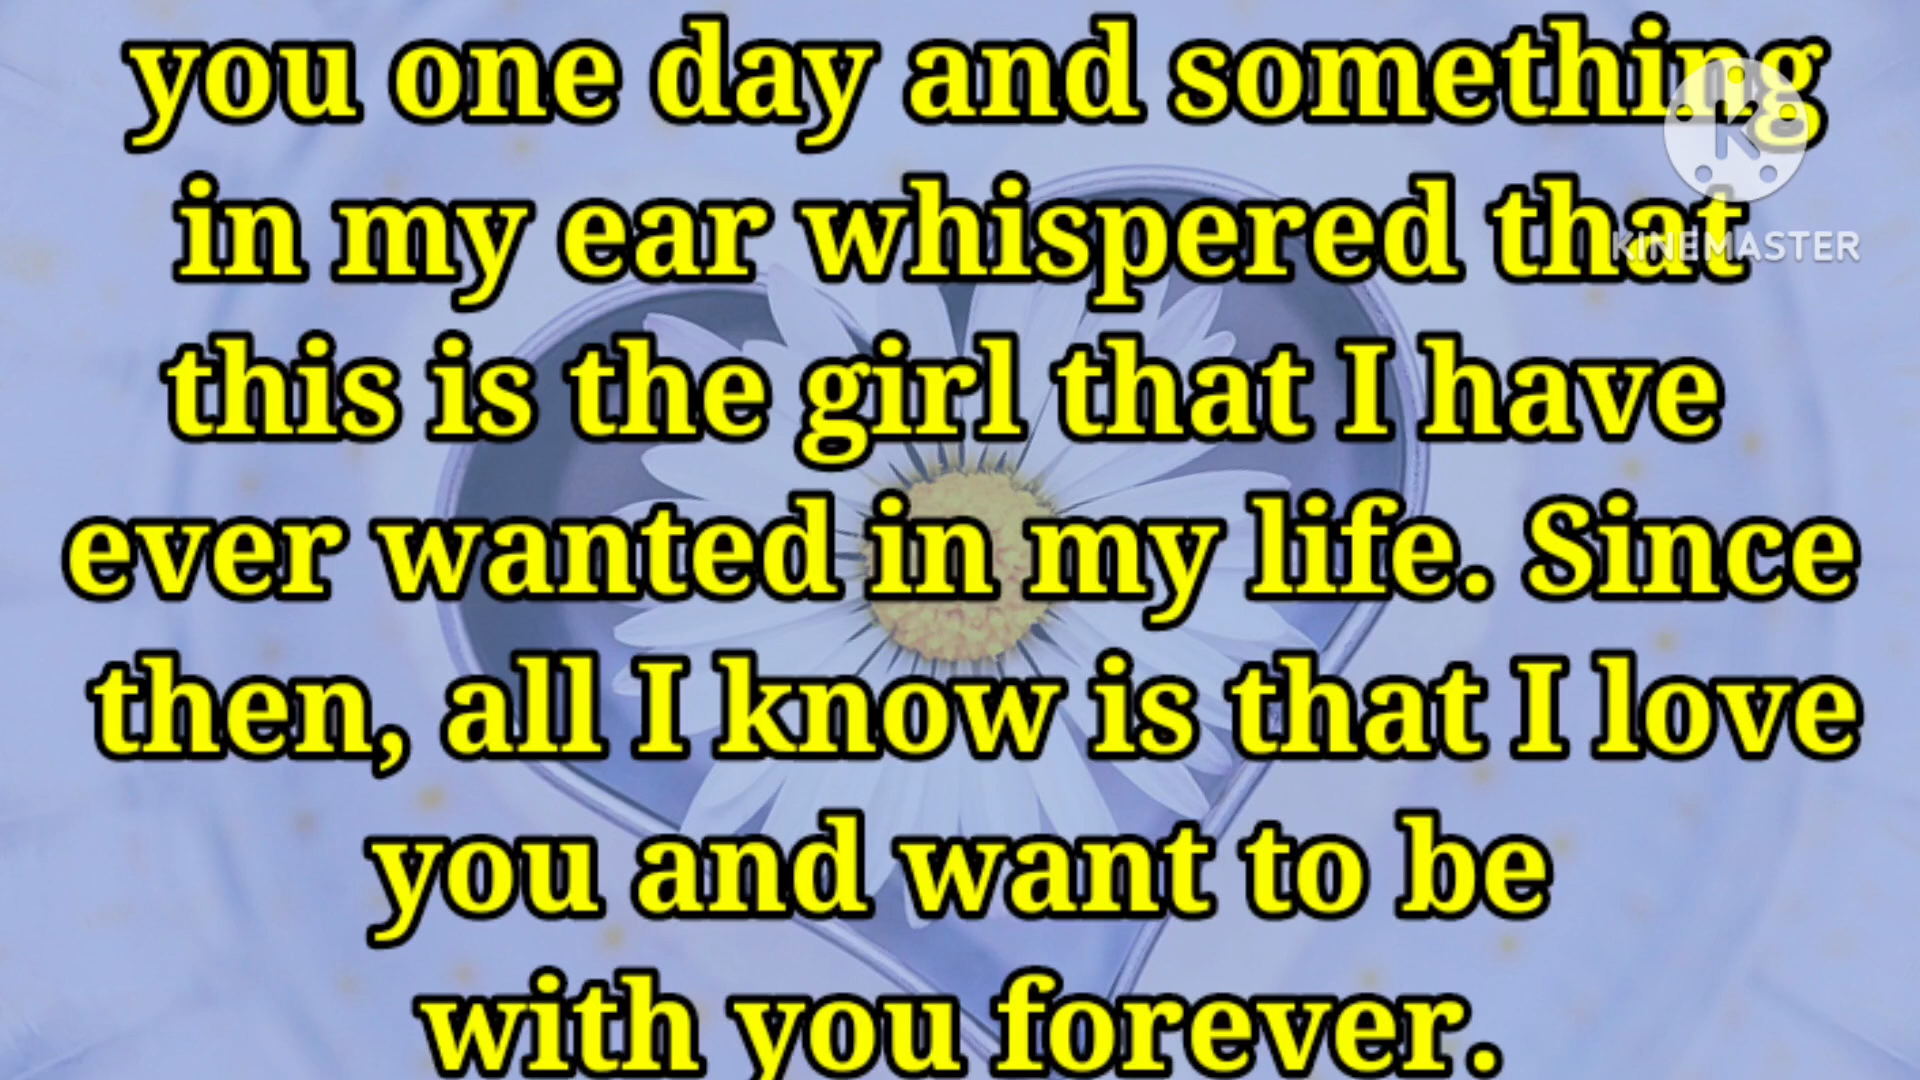 you one day and something
in my ear whispered that
this is the girl that I have
ever wanted in my life. Since
then, all I know is that I love
you and want to be
with you forever.
K
KINEMASTER